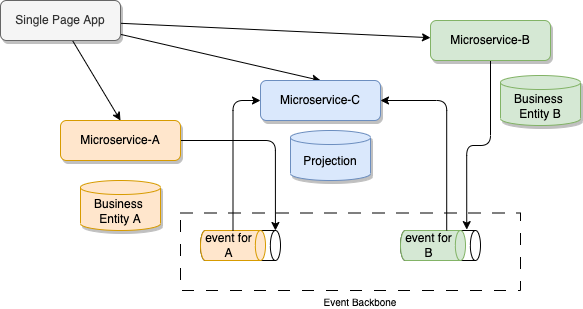 Single Page App
Microservice-B
Microservice-C
Business
Entity B
Microservice-A
Projection
Business
Entity A
event for
A
event for
B
Event Backbone